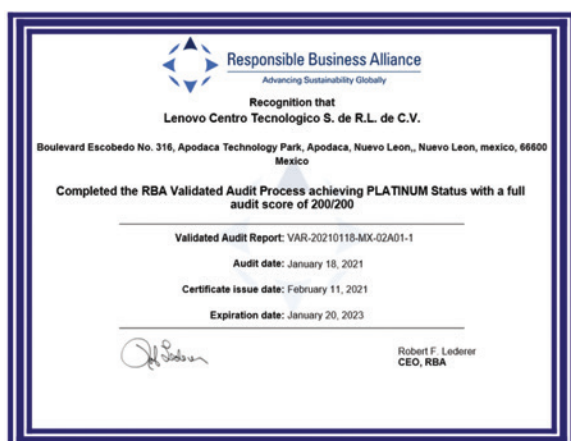 Responsible Business Alliance
Advancing Sustainability Globally
Recognition that
Lenovo Centro Tecnologico S. de R.L. de C.V.
Boulevard Escobedo No. 316, Apodaca Technology Park, Apodaca, Nuevo Leon,, Nuevo Leon, mexico, 66600
Mexico
Completed the RBA Validated Audit Process achieving PLATINUM Status with a full
audit score of 200/200
Validated Audit Report: VAR-20210118-MX-02A01-1
Audit date: January 18, 2021
Certificate issue date: February 11, 2021
Expiration date: January 20, 2023
Robert F. Lederer
CEO, RBA